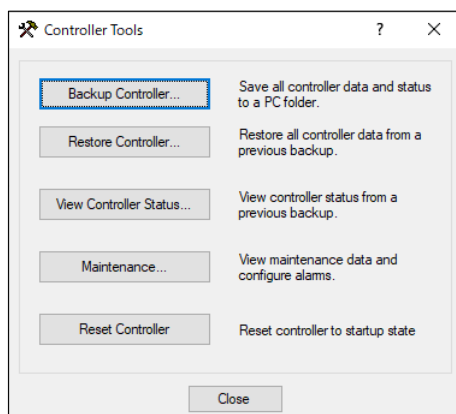 Controller Tools
?
Backup Controller...
Save all controller data and status
to a PC folder.
Restore Controller...
Restore all controller data from a
previous backup.
View Controller Status...
View controller status from a
previous backup.
Maintenance...
View maintenance data and
configure alarms.
Reset Controller
Reset controller to startup state
Close